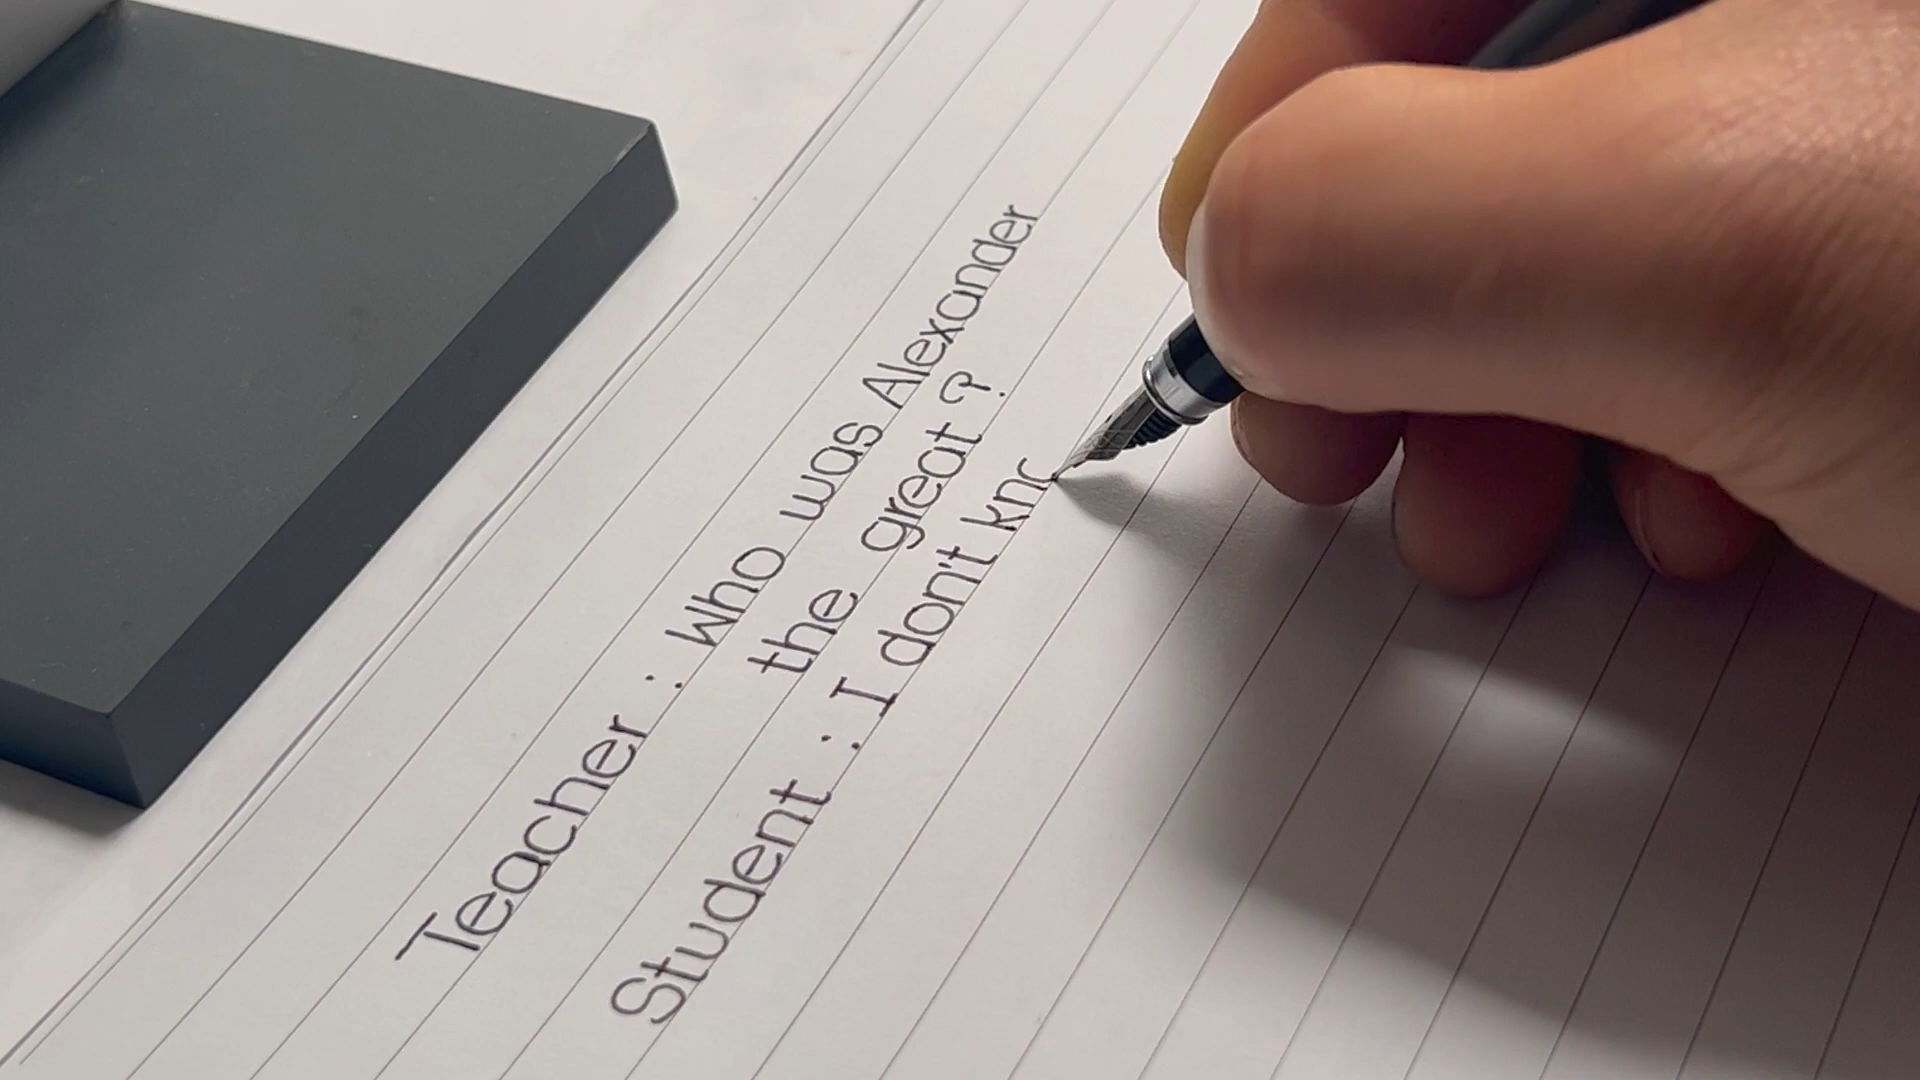 Teacher : Who was Alexander
the great ?
Student : I don't kn